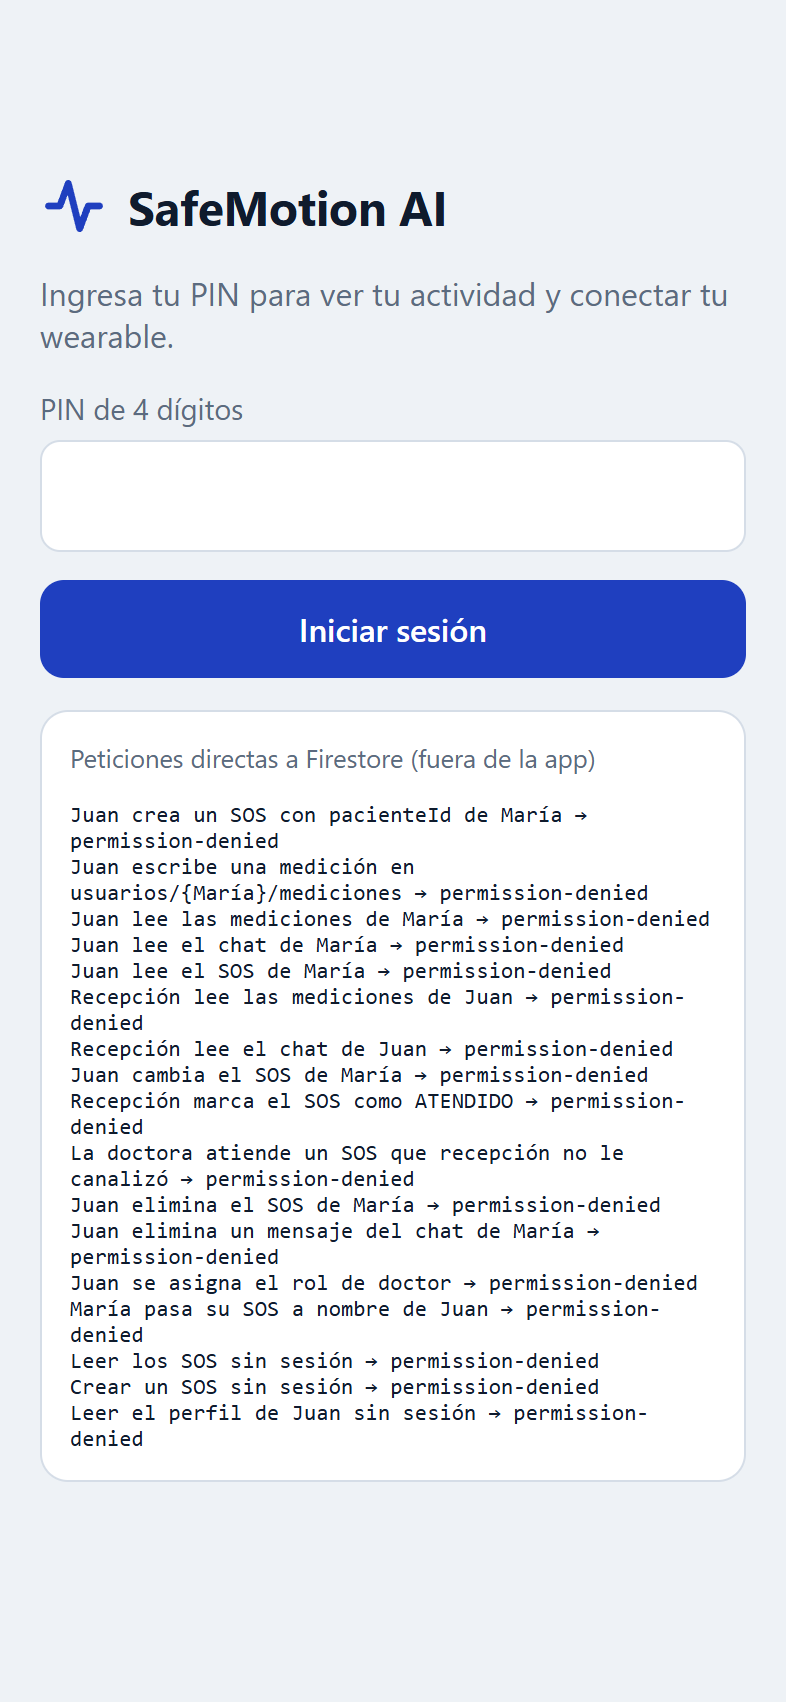 SafeMotion AI
Ingresa tu PIN para ver tu actividad y conectar tu
wearable.
PIN de 4 dígitos
Iniciar sesión
Peticiones directas a Firestore (fuera de la app)
Juan crea un SOS con pacienteId de María →
permission-denied
Juan escribe una medición en
usuarios/{María}/mediciones → permission-denied
Juan lee las mediciones de María → permission-denied
Juan lee el chat de María → permission-denied
Juan lee el SOS de María → permission-denied
Recepción lee las mediciones de Juan → permission-
denied
Recepción lee el chat de Juan → permission-denied
Juan cambia el SOS de María → permission-denied
Recepción marca el SOS como ATENDIDO → permission-
denied
La doctora atiende un SOS que recepción no le
canalizó → permission-denied
Juan elimina el SOS de María → permission-denied
Juan elimina un mensaje del chat de María →
permission-denied
Juan se asigna el rol de doctor → permission-denied
María pasa su SOS a nombre de Juan → permission-
denied
Leer los SOS sin sesión → permission-denied
Crear un SOS sin sesión → permission-denied
Leer el perfil de Juan sin sesión → permission-
denied